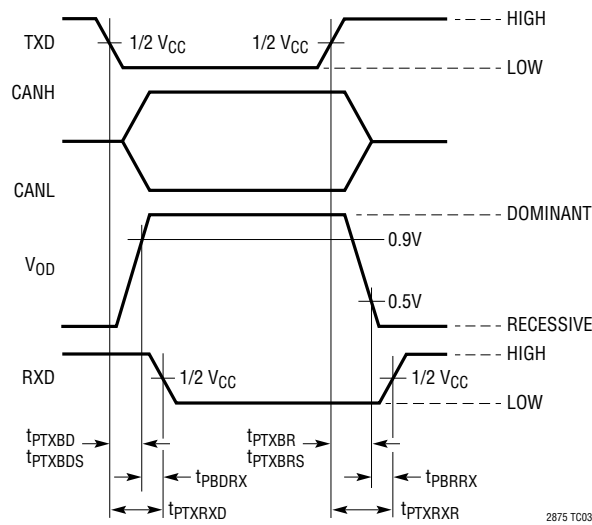 HIGH
TXD
1/2 VCC
1/2 VCC
LOW
CANH
CANL
DOMINANT
0.9V
VOD
0.5V
RECESSIVE
HIGH
RXD
1/2 VCC
1/2 VCC
LOW
tPTXBD
tPTXBDS
tPTXBR
tPTXBRS
tPBDRX
tPBRRX
tPTXRXD
tPTXRXR
2875 TC03